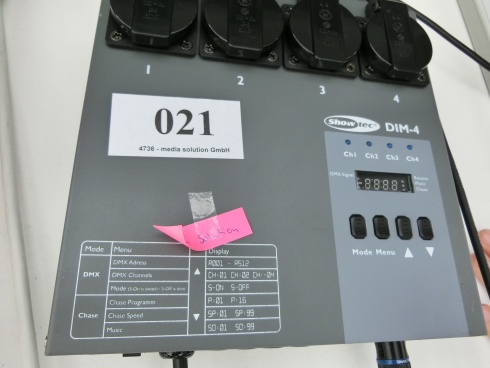 1 2 3 4
021
4736 - media solution GmbH
Showtec
DIM-4
Ch1 Ch2 Ch3 Ch4
DMX Signal
Mode Menu ▲ ▼
Mode Menu Display
DMX
DMX Adress A001 - A512
DMX Channels CH-01 CH-02 CH--04
Mode S-On S-OFF
Chase
Chase Programm P-01 P-16
Chase Speed SP-01 SP-99
Music SO-01 SO-99